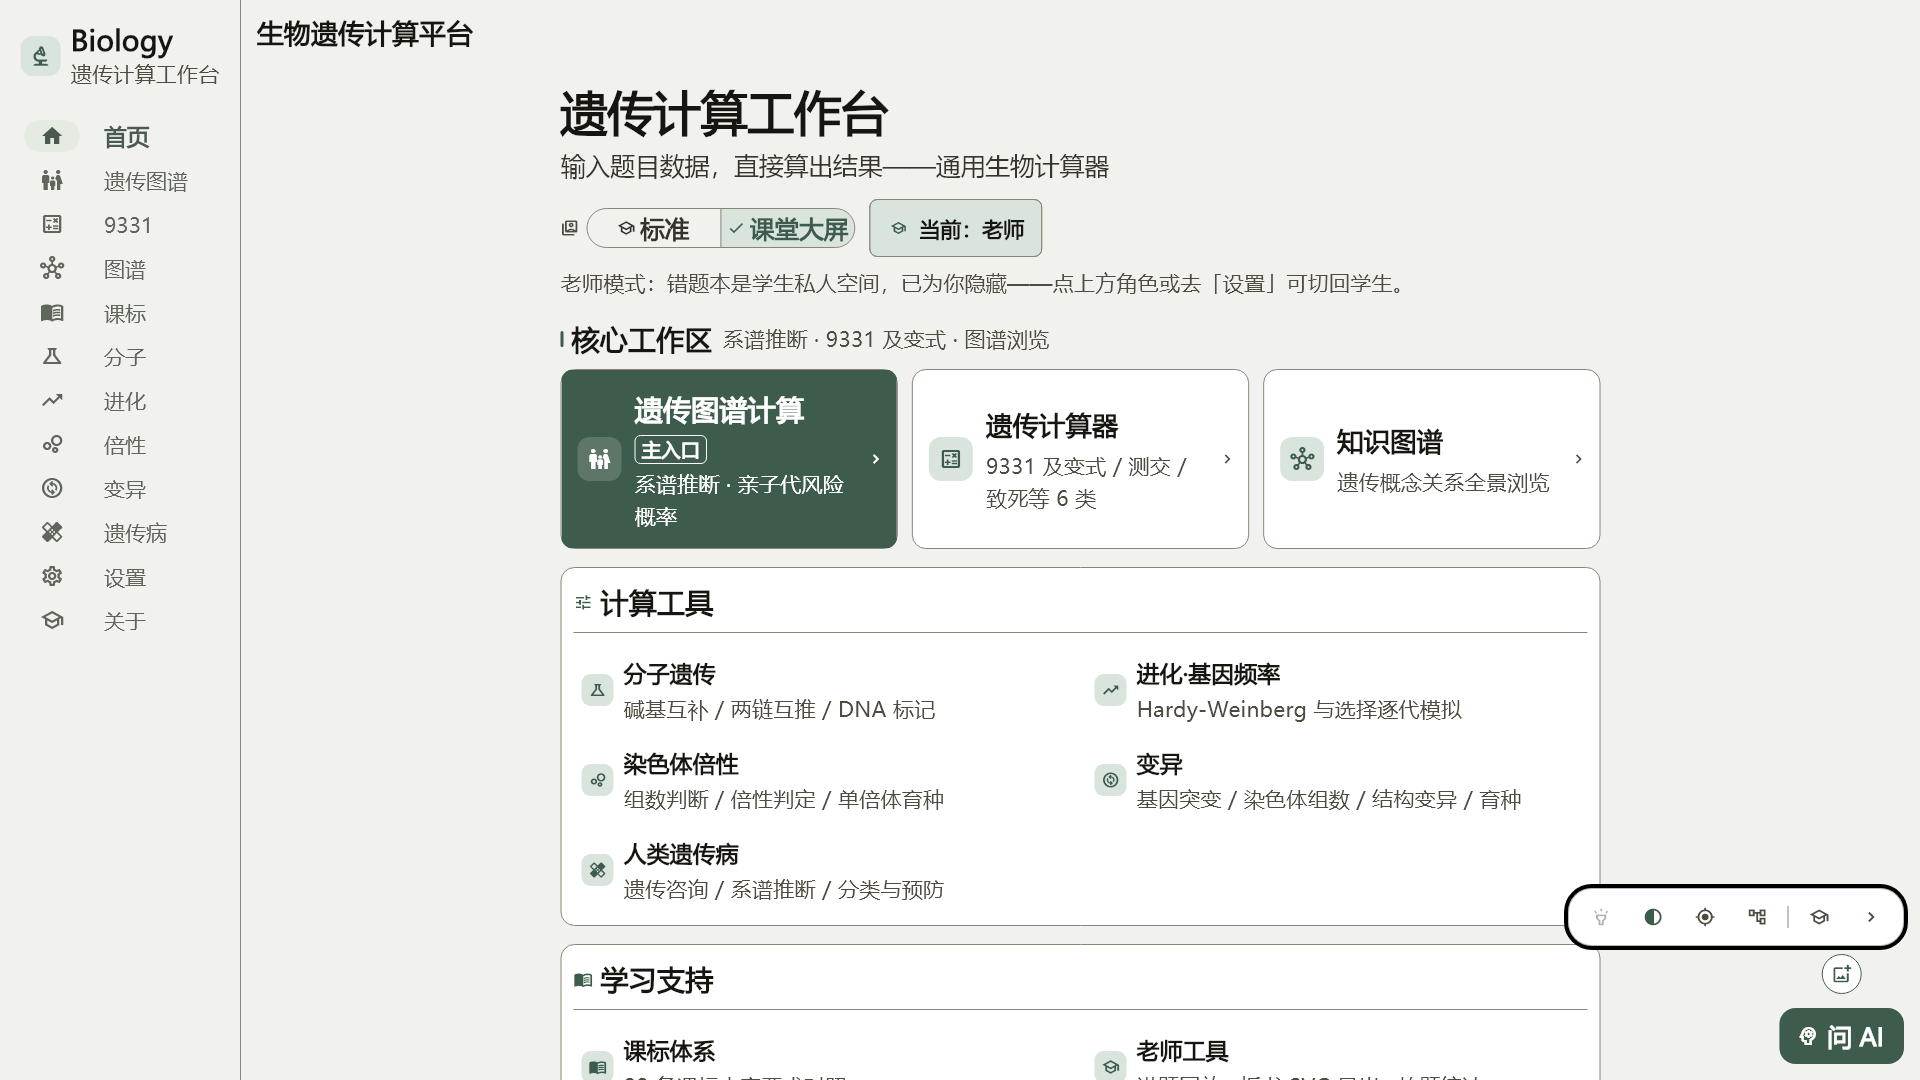 Biology
遗传计算工作台
首页
遗传图谱
9331
图谱
课标
分子
进化
倍性
变异
遗传病
设置
关于
生物遗传计算平台
遗传计算工作台
输入题目数据，直接算出结果——通用生物计算器
标准
课堂大屏
当前：老师
老师模式：错题本是学生私人空间，已为你隐藏——点上方角色或去「设置」可切回学生。
核心工作区 系谱推断 · 9331 及变式 · 图谱浏览
遗传图谱计算
主入口
系谱推断 · 亲子代风险
概率
遗传计算器
9331 及变式 / 测交 /
致死等 6 类
知识图谱
遗传概念关系全景浏览
计算工具
分子遗传
碱基互补 / 两链互推 / DNA 标记
进化·基因频率
Hardy-Weinberg 与选择逐代模拟
染色体倍性
组数判断 / 倍性判定 / 单倍体育种
变异
基因突变 / 染色体组数 / 结构变异 / 育种
人类遗传病
遗传咨询 / 系谱推断 / 分类与预防
学习支持
课标体系
老师工具
问 AI